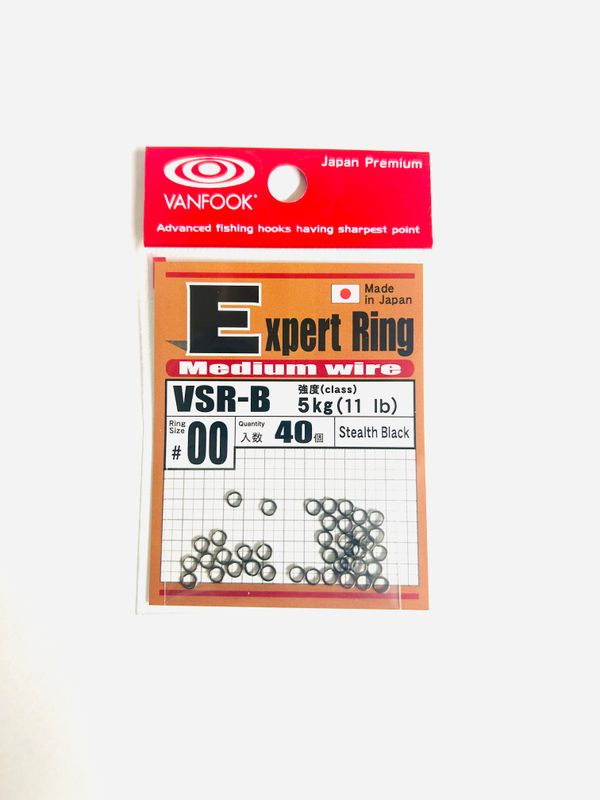 Japan Premium
VANFOOK®
Advanced fishing hooks having sharpest point
Made
in Japan
Expert Ring
Medium wire
VSR-B
強度(class)
5kg(11 lb)
Ring
Size
#00
Quantity
入数 40個
Stealth Black